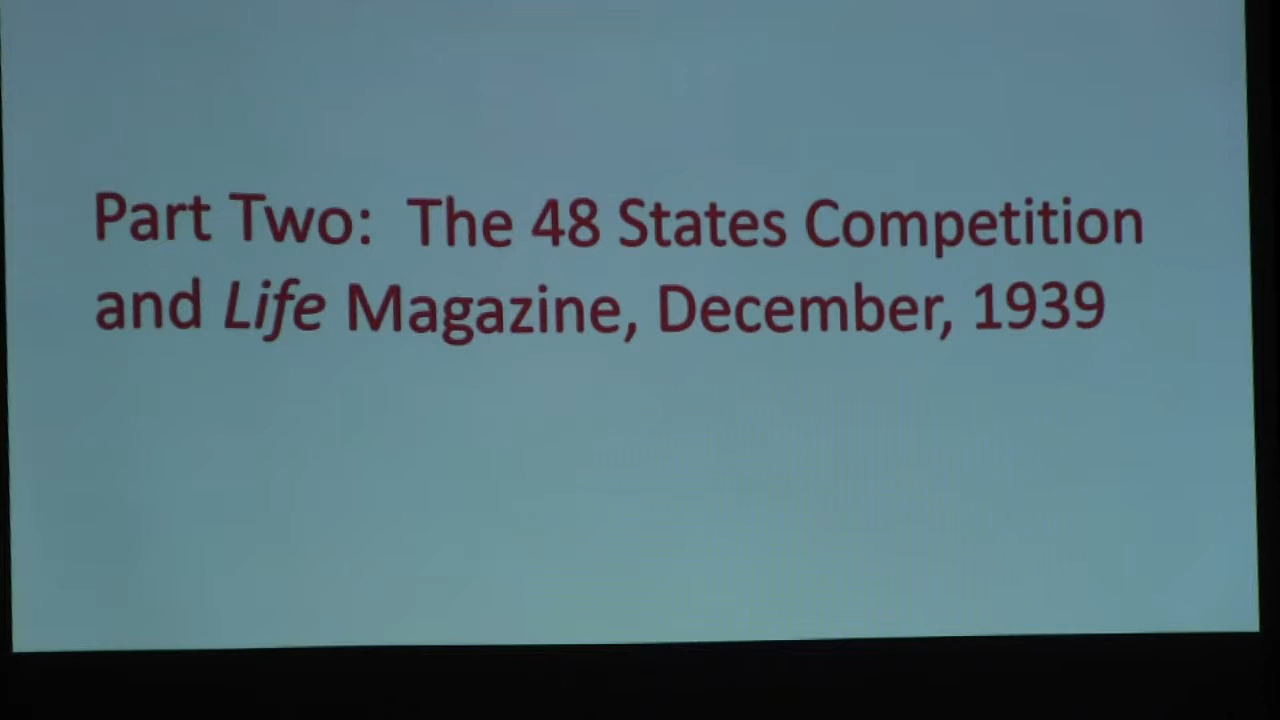 Part Two:  The 48 States Competition
and Life Magazine, December, 1939